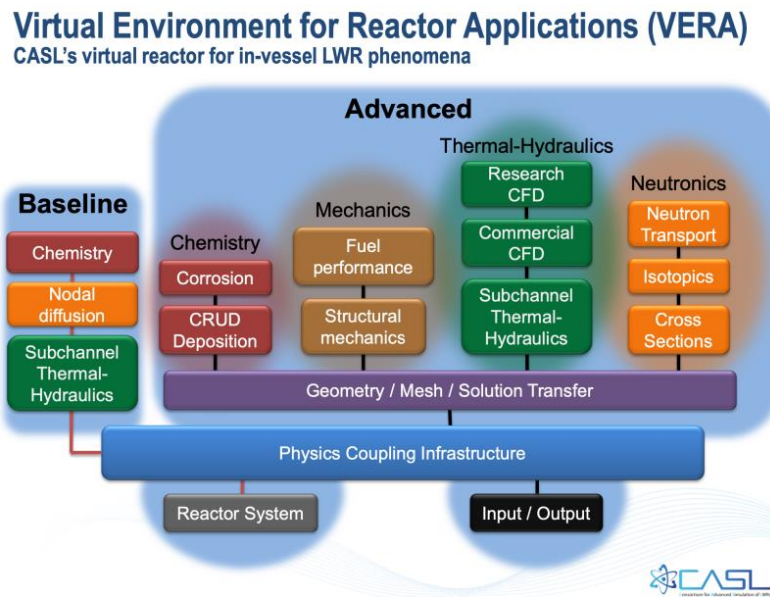 Virtual Environment for Reactor Applications (VERA)
CASL's virtual reactor for in-vessel LWR phenomena
Advanced
Baseline
Chemistry
Nodal
diffusion
Subchannel
Thermal-
Hydraulics
Chemistry
Corrosion
CRUD
Deposition
Mechanics
Fuel
performance
Structural
mechanics
Thermal-Hydraulics
Research
CFD
Commercial
CFD
Subchannel
Thermal-
Hydraulics
Neutronics
Neutron
Transport
Isotopics
Cross
Sections
Geometry / Mesh / Solution Transfer
Physics Coupling Infrastructure
Reactor System
Input / Output
CASL